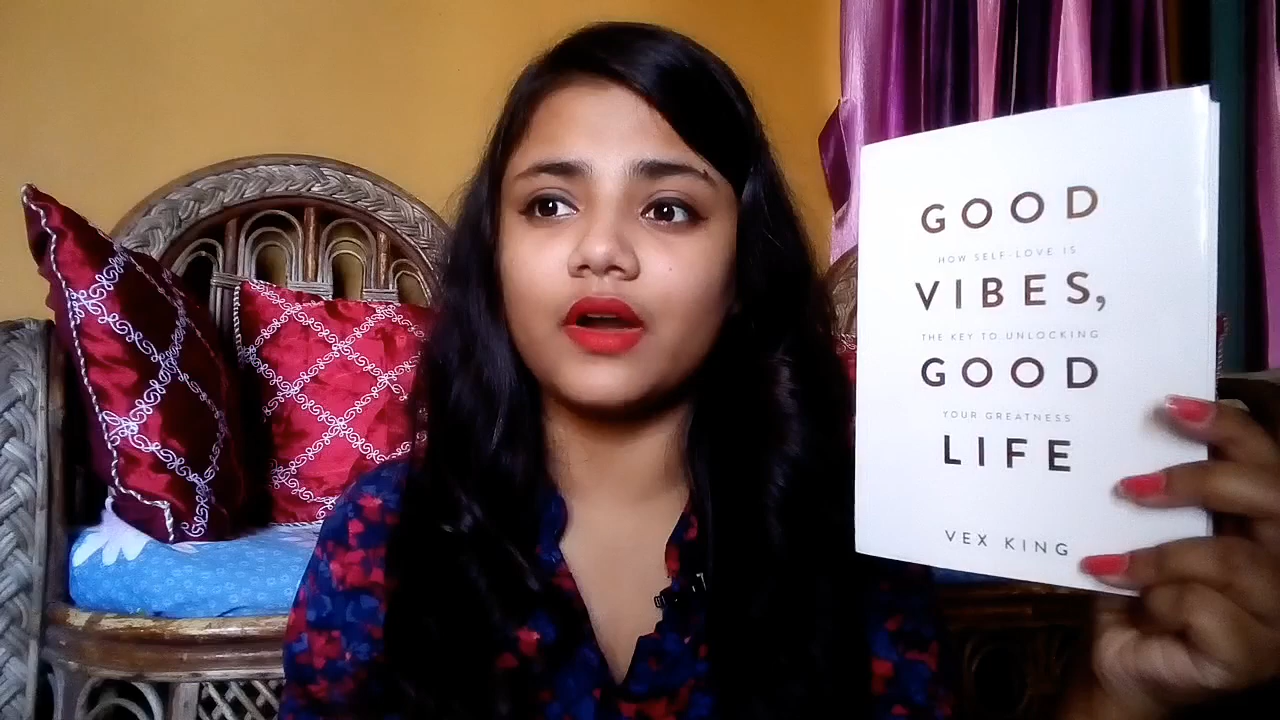 GOOD
HOW SELF-LOVE IS
VIBES,
THE KEY TO UNLOCKING
GOOD
YOUR GREATNESS
LIFE
VEX KING